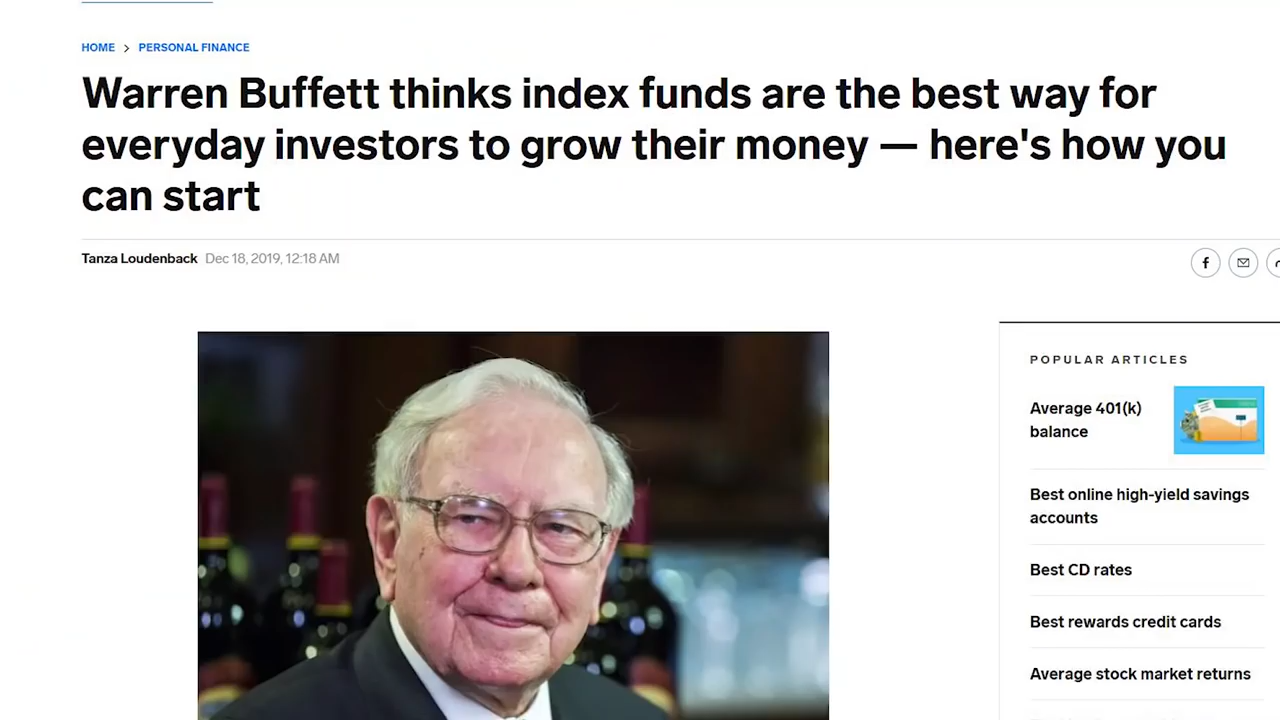 HOME > PERSONAL FINANCE
Warren Buffett thinks index funds are the best way for
everyday investors to grow their money — here's how you
can start
Tanza Loudenback Dec 18, 2019, 12:18 AM
POPULAR ARTICLES
Average 401(k)
balance
Best online high-yield savings
accounts
Best CD rates
Best rewards credit cards
Average stock market returns